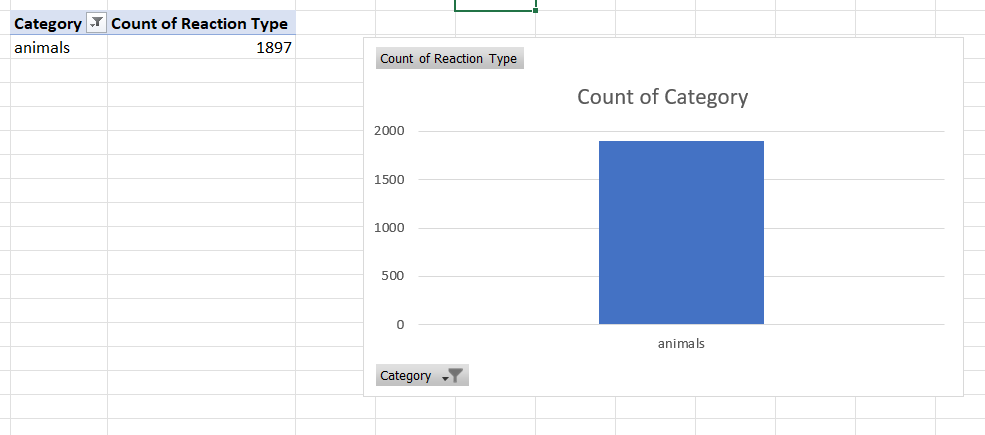 Category Count of Reaction Type
animals 1897
Count of Reaction Type
Count of Category
2000
1500
1000
500
0
animals
Category